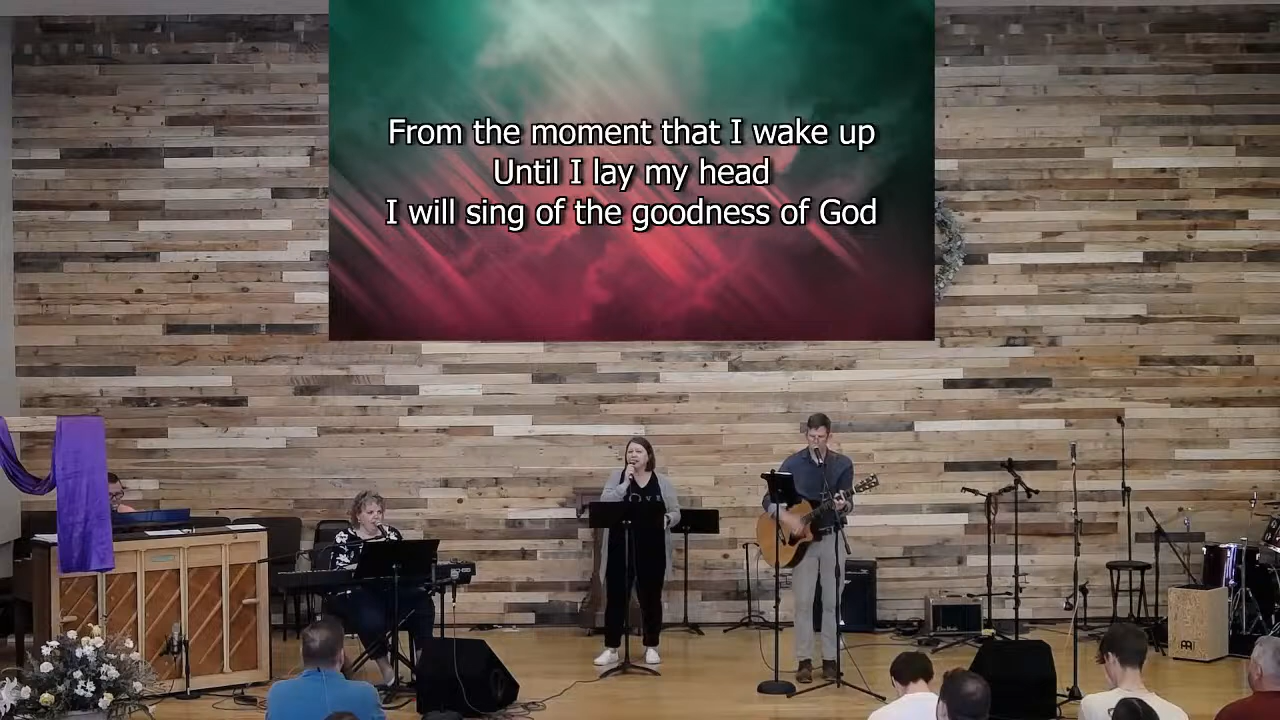 From the moment that I wake up
Until I lay my head
I will sing of the goodness of God